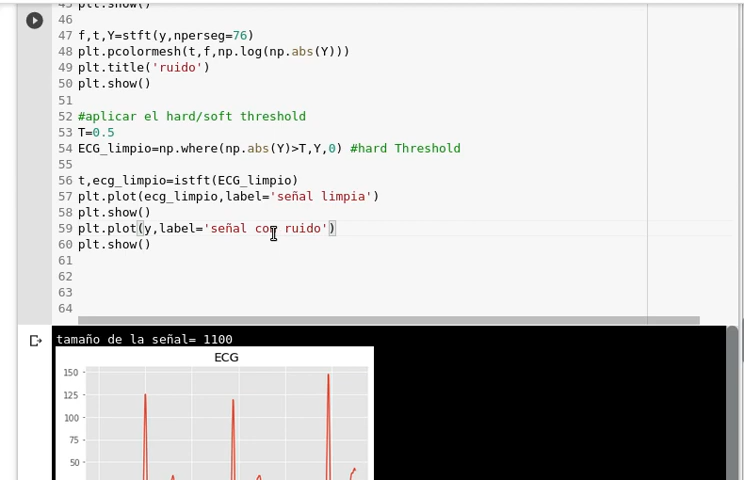 45 plt.show()
46
47 f,t,Y=stft(y,nperseg=76)
48 plt.pcolormesh(t,f,np.log(np.abs(Y)))
49 plt.title('ruido')
50 plt.show()
51
52 #aplicar el hard/soft threshold
53 T=0.5
54 ECG_limpio=np.where(np.abs(Y)>T,Y,0) #hard Threshold
55
56 t,ecg_limpio=istft(ECG_limpio)
57 plt.plot(ecg_limpio,label='señal limpia')
58 plt.show()
59 plt.plot(y,label='señal con ruido')
60 plt.show()
61
62
63
64
tamaño de la señal= 1100
ECG
150
125
100
75
50